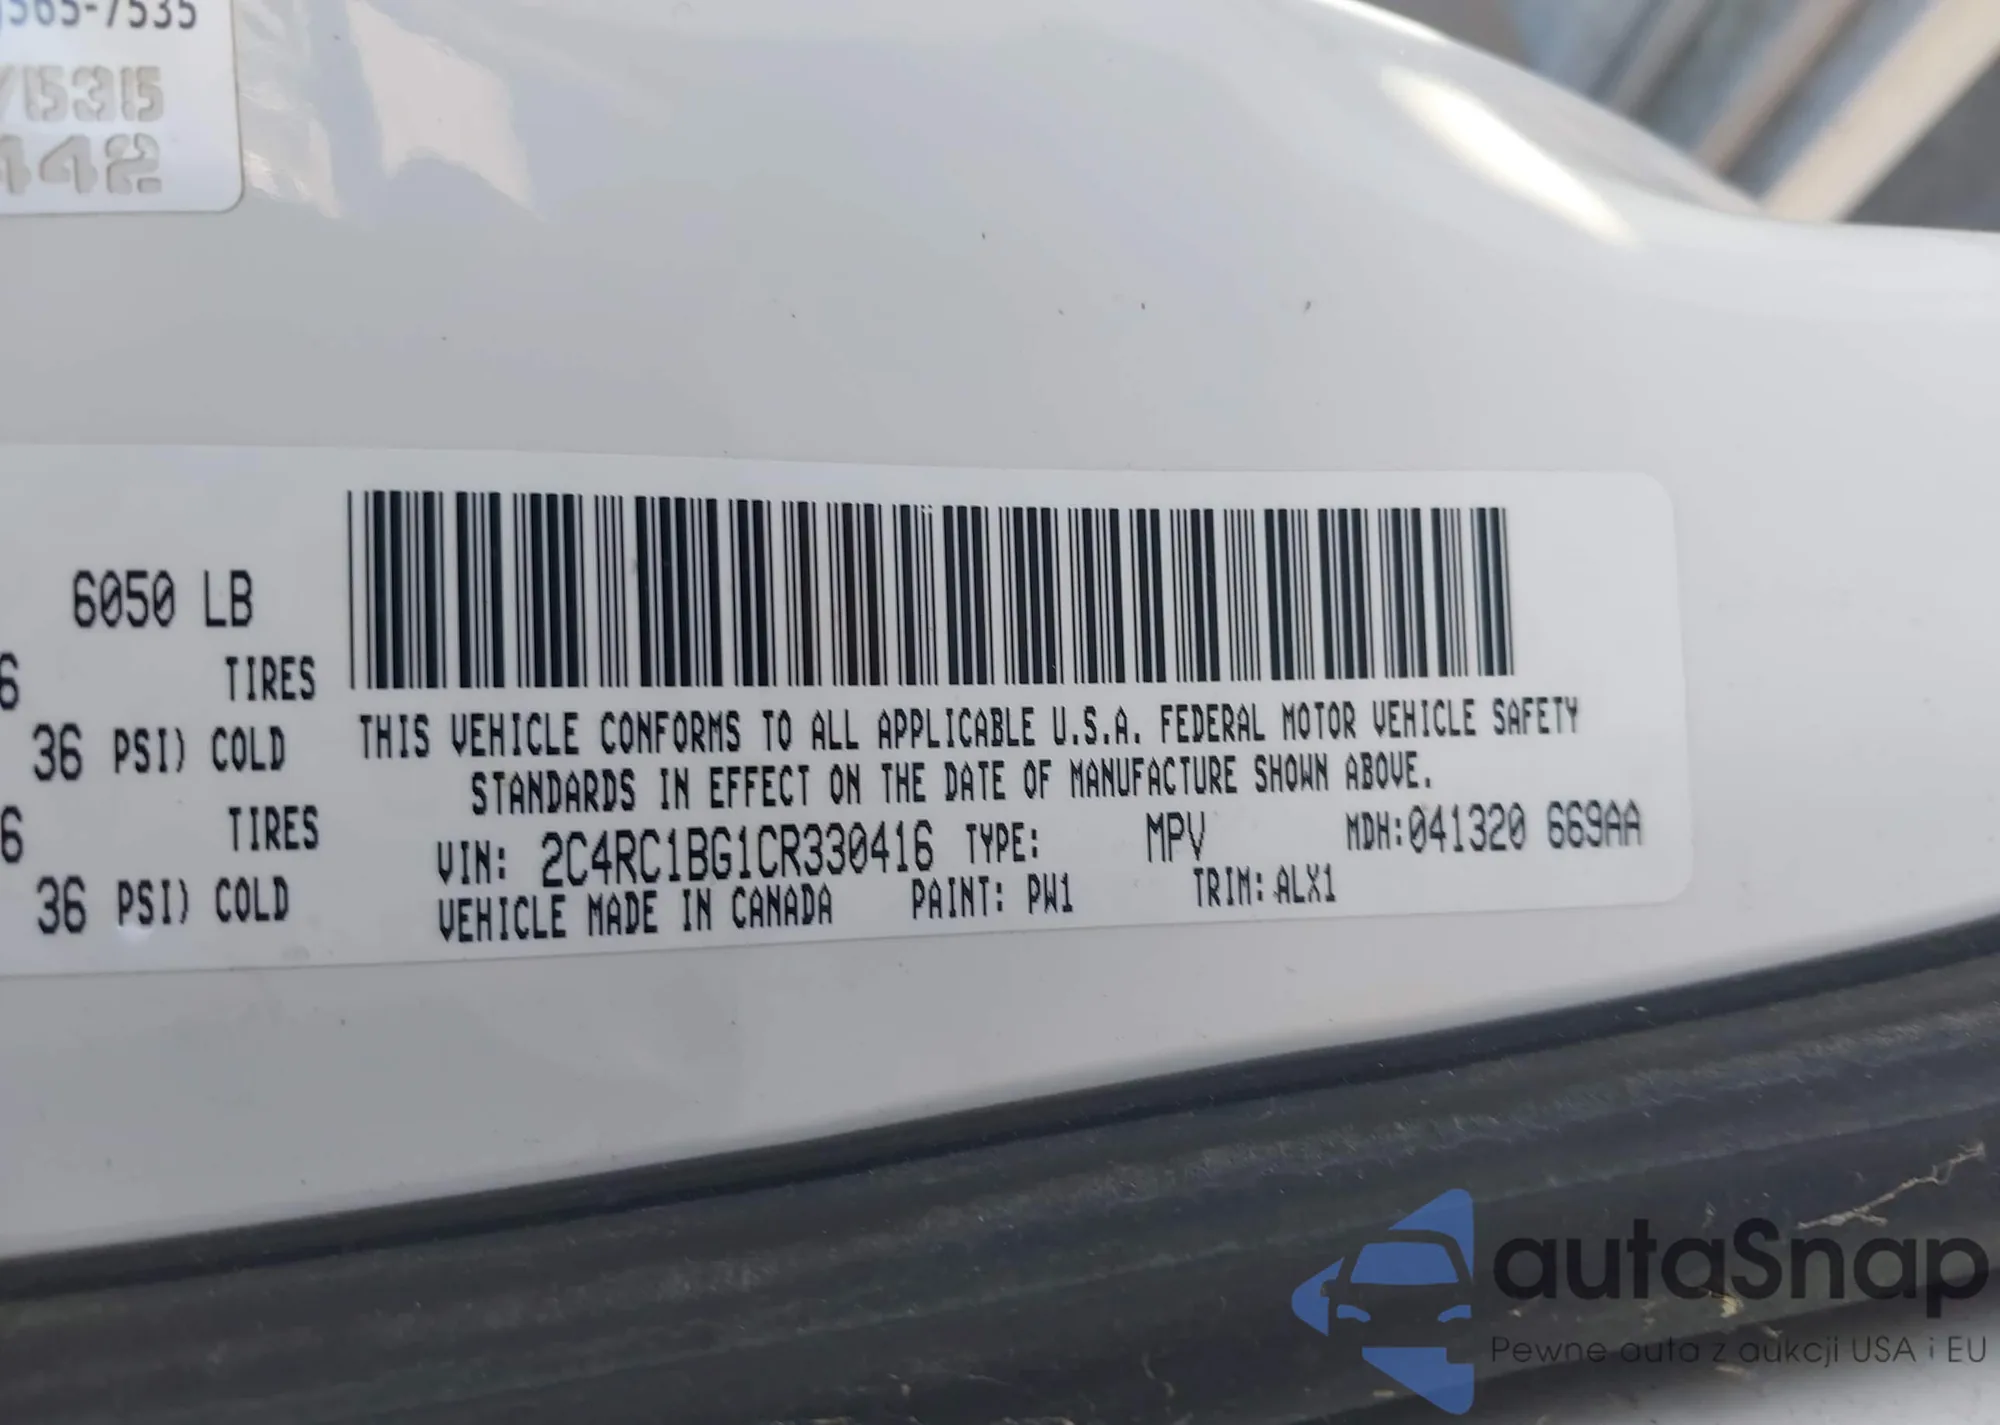 565-7535
7535
442
6050 LB
6 TIRES
36 PSI) COLD
6 TIRES
36 PSI) COLD
THIS VEHICLE CONFORMS TO ALL APPLICABLE U.S.A. FEDERAL MOTOR VEHICLE SAFETY
STANDARDS IN EFFECT ON THE DATE OF MANUFACTURE SHOWN ABOVE.
VIN: 2C4RC1BG1CR330416 TYPE: MPV MDH:041320 669AA
VEHICLE MADE IN CANADA PAINT: PW1 TRIM:ALX1
autaSnap
Pewne auta z aukcji USA i EU